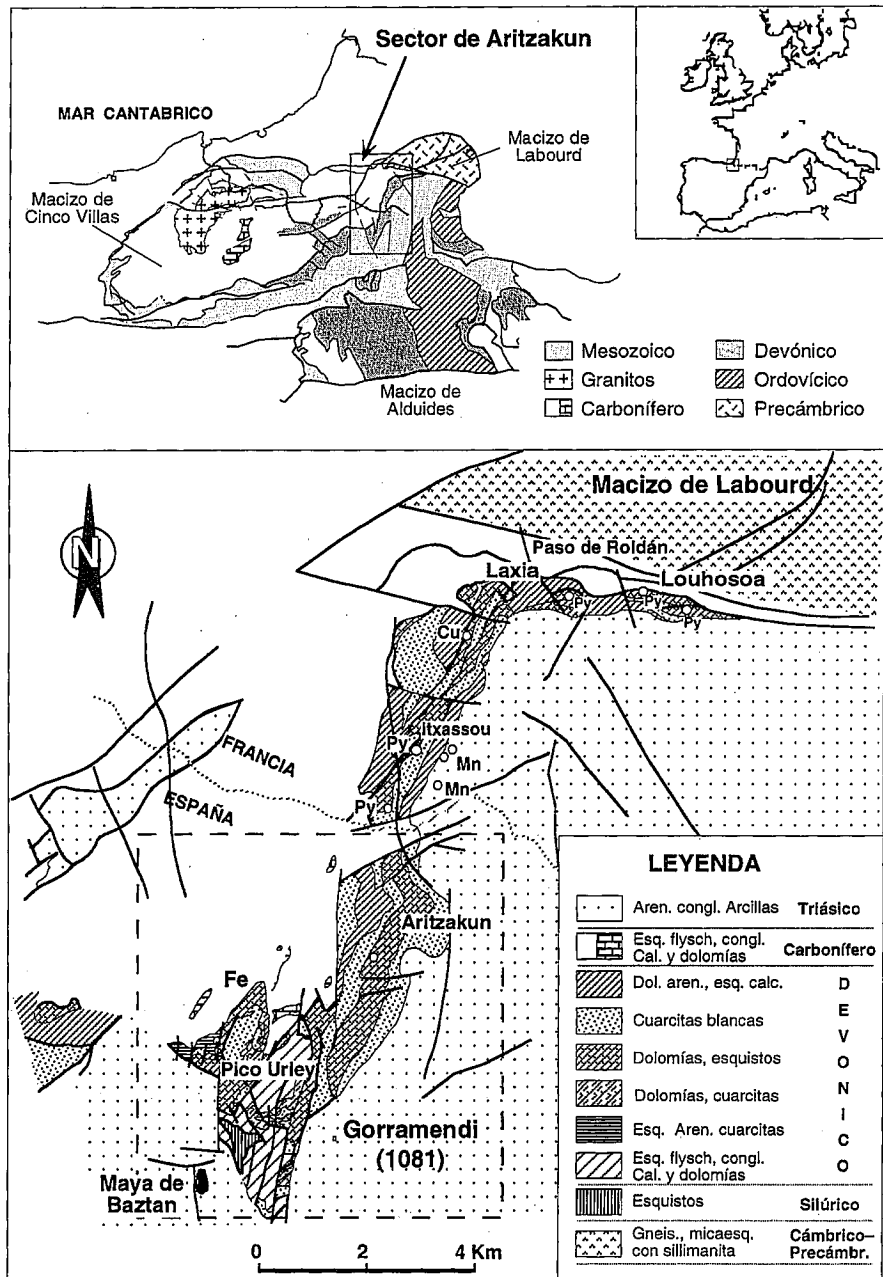 Sector de Aritzakun
MAR CANTABRICO
Macizo de
Labourd
Macizo de
Cinco Villas
Mesozoico
Devónico
Granitos
Ordovícico
Carbonífero
Precámbrico
Macizo de
Alduides
Macizo de Labourd
N
Paso de Roldán
Laxia
Louhosoa
Py
Py
Py
Cu
Itxassou
Py
Mn
Mn
Py
FRANCIA
ESPAÑA
Aritzakun
Fe
Pico Urley
Gorramendi
(1081)
Maya de
Baztan
0 2 4 Km
LEYENDA
Aren. congl. Arcillas Triásico
Esq. flysch, congl.
Cal. y dolomías Carbonífero
Dol. aren., esq. calc.
Cuarcitas blancas
Dolomías, esquistos
Dolomías, cuarcitas
Esq. Aren. cuarcitas
Esq. flysch, congl.
Cal. y dolomías
D
E
V
O
N
I
C
O
Esquistos Silúrico
Gneis., micaesq.
con sillimanita
Cámbrico–
Precámbr.